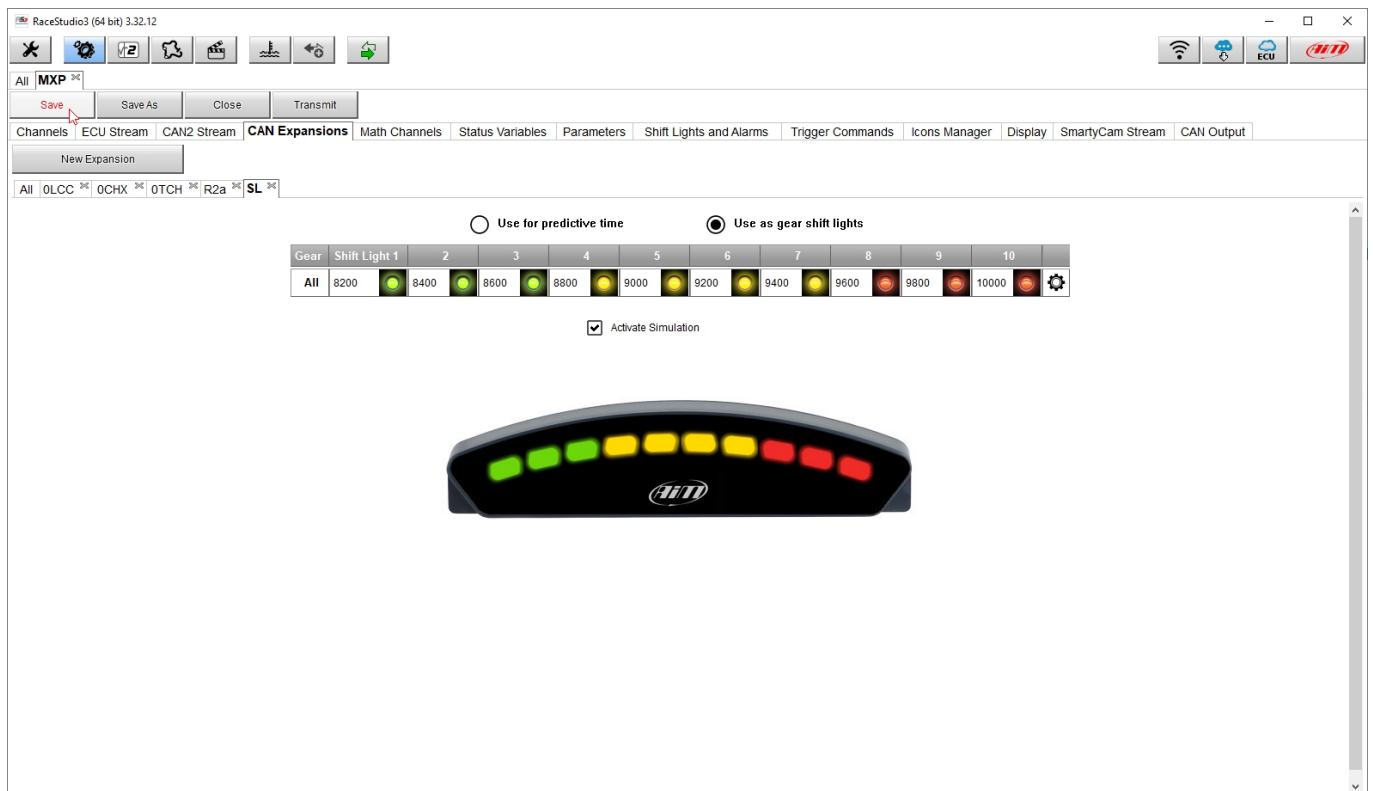 RaceStudio3 (64 bit) 3.32.12
ECU AiM
All MXP
Save Save As Close Transmit
Channels ECU Stream CAN2 Stream CAN Expansions Math Channels Status Variables Parameters Shift Lights and Alarms Trigger Commands Icons Manager Display SmartyCam Stream CAN Output
New Expansion
All 0LCC 0CHX 0TCH R2a SL
Use for predictive time Use as gear shift lights
Gear Shift Light 1 2 3 4 5 6 7 8 9 10
All 8200 8400 8600 8800 9000 9200 9400 9600 9800 10000
Activate Simulation
AiM